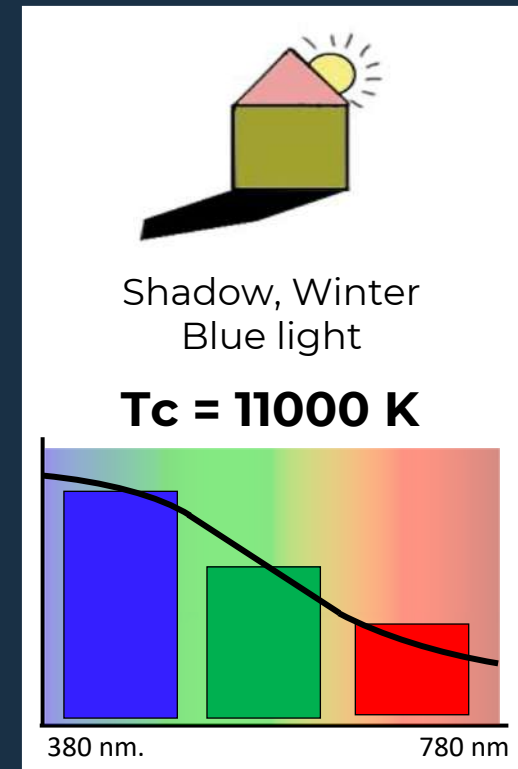 Shadow, Winter
Blue light
Tc = 11000 K
380 nm.
780 nm